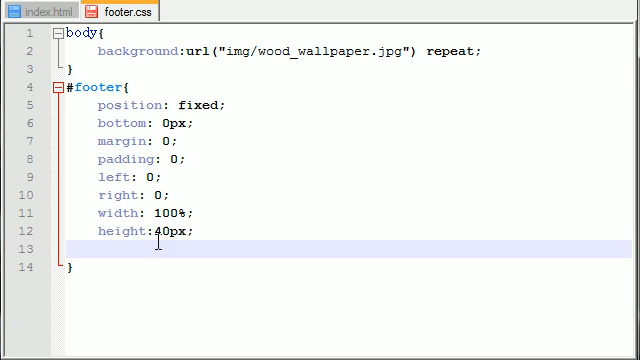 index.html footer.css
1 body{
2 background:url("img/wood_wallpaper.jpg") repeat;
3 }
4 #footer{
5 position: fixed;
6 bottom: 0px;
7 margin: 0;
8 padding: 0;
9 left: 0;
10 right: 0;
11 width: 100%;
12 height:40px;
13
14 }